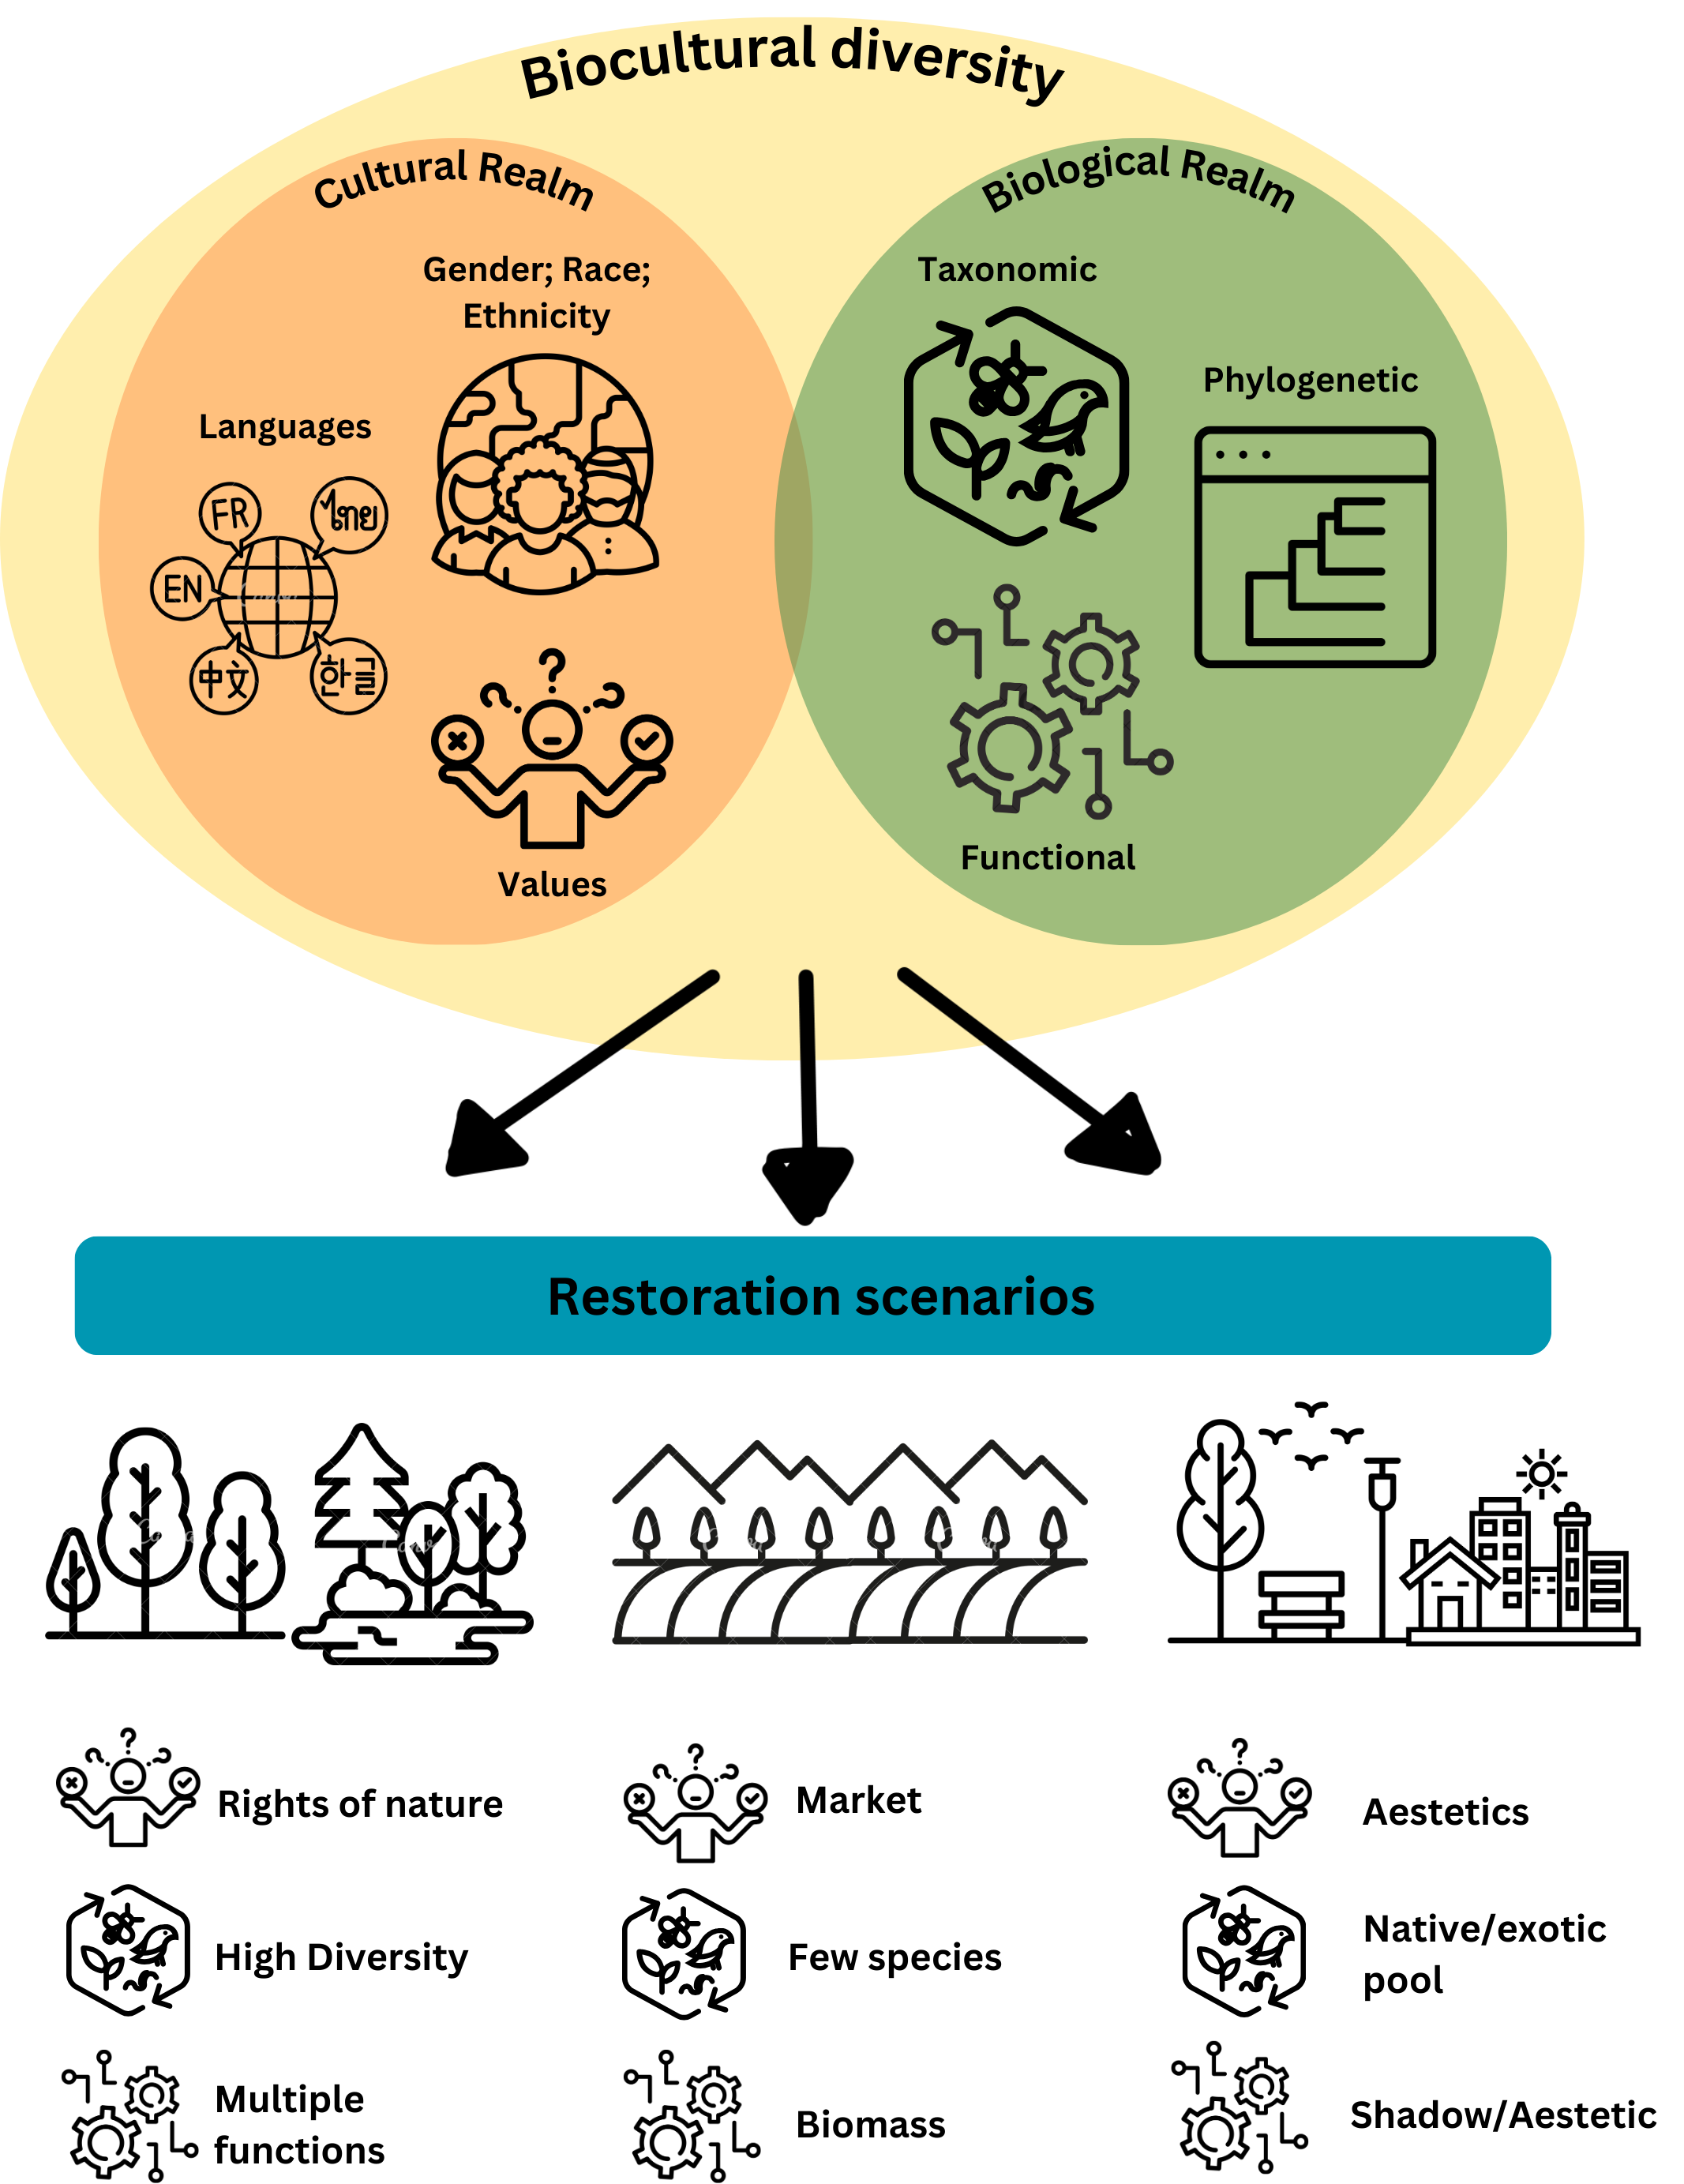 Biocultural diversity
Cultural Realm
Biological Realm
Gender; Race;
Ethnicity
Languages
FR
ไทย
EN
中文
한글
Values
Taxonomic
Phylogenetic
Functional
Restoration scenarios
Rights of nature
Market
Aestetics
High Diversity
Few species
Native/exotic
pool
Multiple
functions
Biomass
Shadow/Aestetic